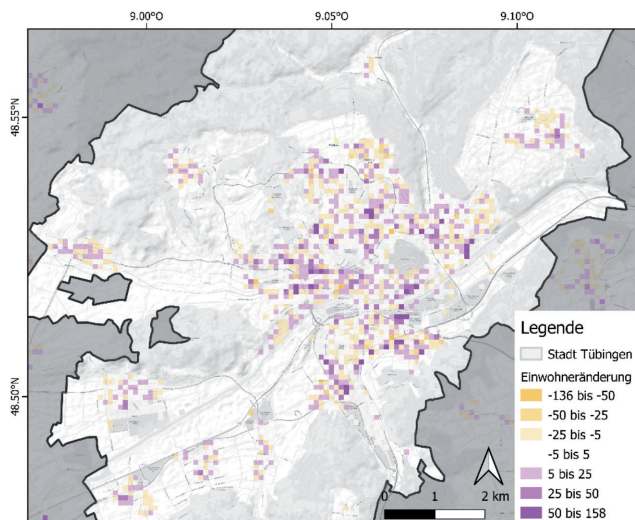 9.00°O 9.05°O 9.10°O
48.55°N
48.50°N
Legende
Stadt Tübingen
Einwohneränderung
-136 bis -50
-50 bis -25
-25 bis -5
-5 bis 5
5 bis 25
25 bis 50
50 bis 158
0 1 2 km